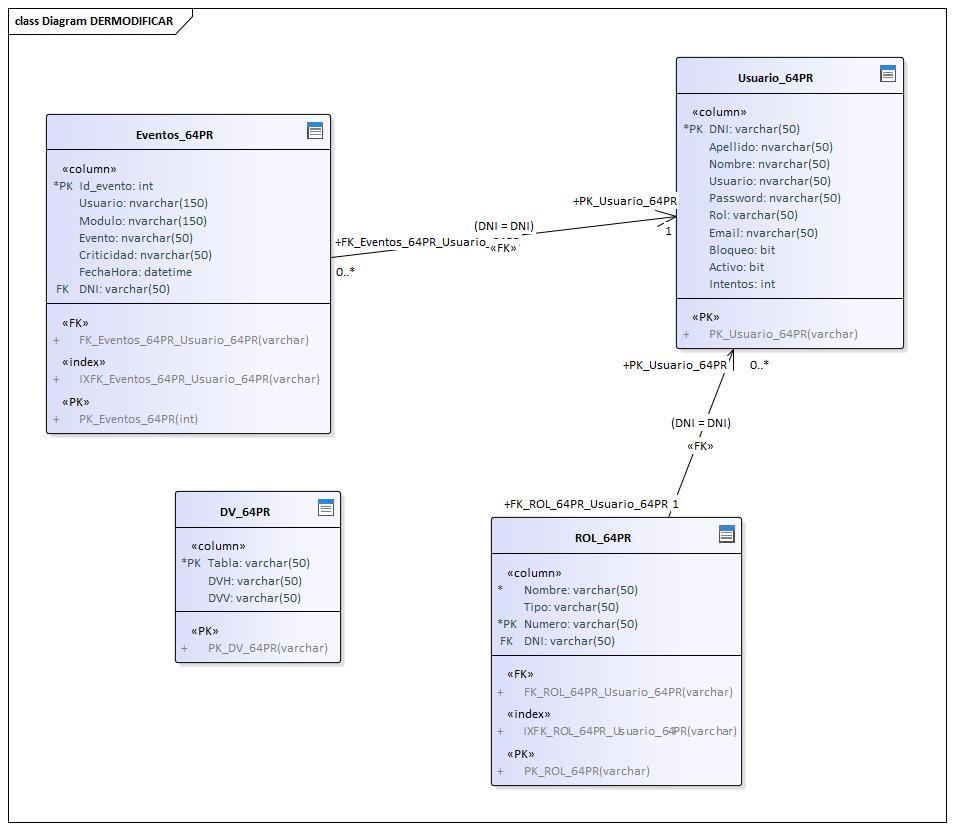 class Diagram DERMODIFICAR
Usuario_64PR
«column»
*PK DNI: varchar(50)
Apellido: nvarchar(50)
Nombre: nvarchar(50)
Usuario: nvarchar(50)
Password: nvarchar(50)
Rol: varchar(50)
Email: nvarchar(50)
Bloqueo: bit
Activo: bit
Intentos: int
«PK»
+ PK_Usuario_64PR(varchar)
Eventos_64PR
«column»
*PK Id_evento: int
Usuario: nvarchar(150)
Modulo: nvarchar(150)
Evento: nvarchar(50)
Criticidad: nvarchar(50)
FechaHora: datetime
FK DNI: varchar(50)
«FK»
+ FK_Eventos_64PR_Usuario_64PR(varchar)
«index»
+ IXFK_Eventos_64PR_Usuario_64PR(varchar)
«PK»
+ PK_Eventos_64PR(int)
+PK_Usuario_64PR
1
(DNI = DNI)
«FK»
+FK_Eventos_64PR_Usuario_
0..*
+PK_Usuario_64PR
0..*
(DNI = DNI)
«FK»
+FK_ROL_64PR_Usuario_64PR 1
DV_64PR
«column»
*PK Tabla: varchar(50)
DVH: varchar(50)
DVV: varchar(50)
«PK»
+ PK_DV_64PR(varchar)
ROL_64PR
«column»
* Nombre: varchar(50)
Tipo: varchar(50)
*PK Numero: varchar(50)
FK DNI: varchar(50)
«FK»
+ FK_ROL_64PR_Usuario_64PR(varchar)
«index»
+ IXFK_ROL_64PR_Usuario_64PR(varchar)
«PK»
+ PK_ROL_64PR(varchar)